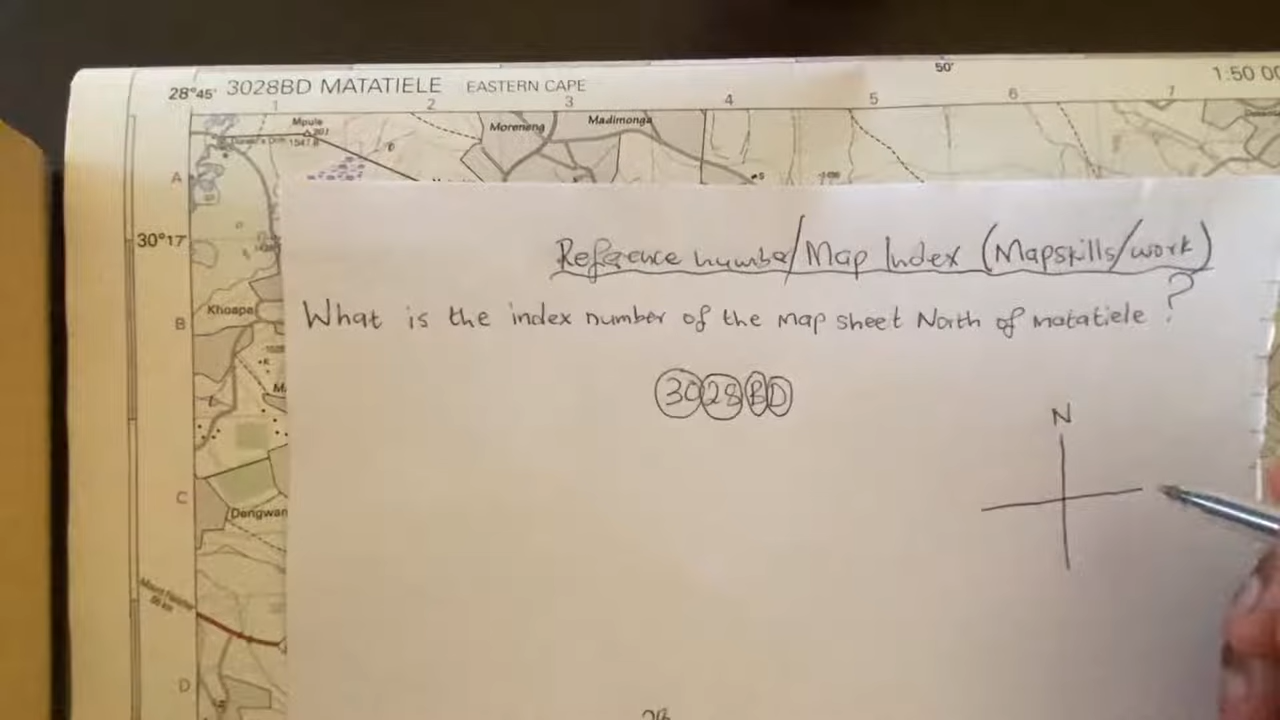 50'
28°45' 3028BD MATATIELE EASTERN CAPE 1:50 00
1 2 3 4 5 6 7
Mpule
Moreneng
Madimonga
A
30°17'
Reference number/Map Index (Mapskills/work)
Khoapa
B
What is the index number of the map sheet North of matatiele ?
3028BD
N
C
Dengwan
D
28